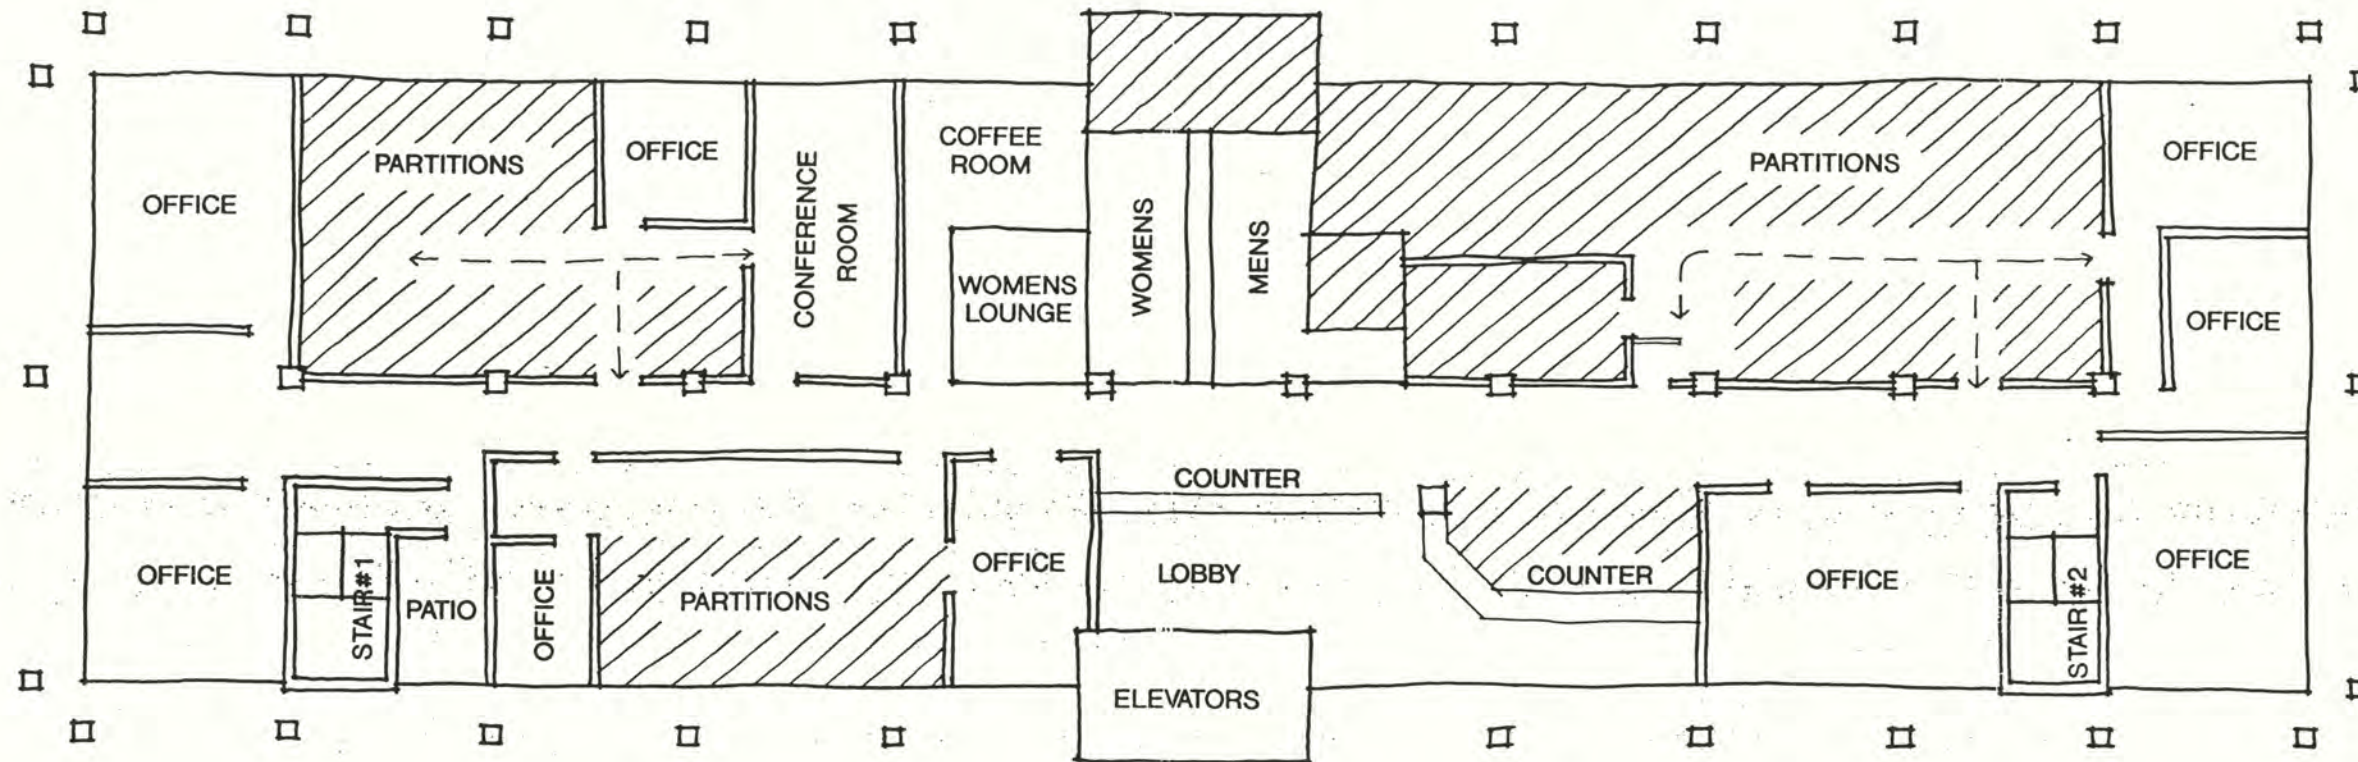 PARTITIONS
OFFICE
COFFEE
ROOM
PARTITIONS
OFFICE
OFFICE
CONFERENCE
ROOM
WOMENS
LOUNGE
WOMENS
MENS
OFFICE
COUNTER
OFFICE
STAIR#1
PATIO
OFFICE
PARTITIONS
OFFICE
LOBBY
COUNTER
OFFICE
STAIR#2
OFFICE
ELEVATORS